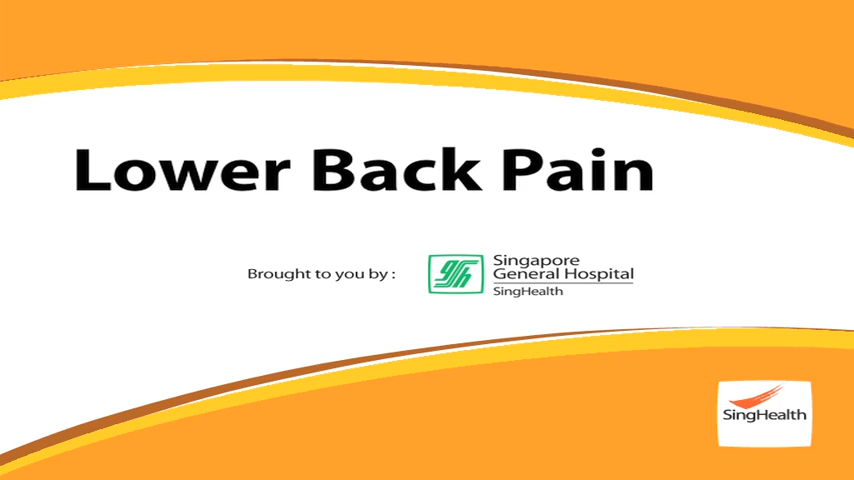 Lower Back Pain
Brought to you by :
Singapore
General Hospital
SingHealth
SingHealth